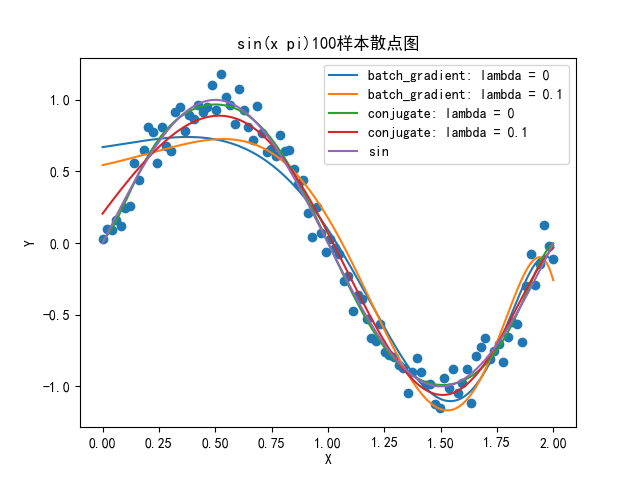 sin(x pi)100样本散点图
batch_gradient: lambda = 0
batch_gradient: lambda = 0.1
conjugate: lambda = 0
conjugate: lambda = 0.1
sin
1.0
0.5
0.0
−0.5
−1.0
Y
0.00 0.25 0.50 0.75 1.00 1.25 1.50 1.75 2.00
X